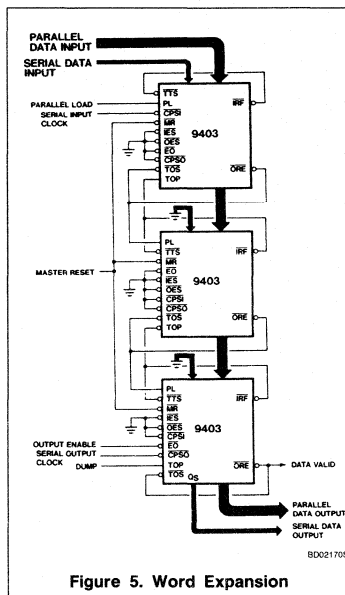 PARALLEL
DATA INPUT
SERIAL DATA
INPUT
PARALLEL LOAD
SERIAL INPUT
CLOCK
TTS
PL
CPSI
MR
IES
OES
EO
CPSO
TOS
TOP
IRF
9403
ORE
MASTER RESET
PL
TTS
MR
EO
IES
OES
CPSI
CPSO
TOS
TOP
IRF
9403
ORE
OUTPUT ENABLE
SERIAL OUTPUT
CLOCK
DUMP
PL
TTS
MR
IES
OES
CPSI
EO
CPSO
TOP
TOS
QS
IRF
9403
ORE
DATA VALID
PARALLEL
DATA OUTPUT
SERIAL DATA
OUTPUT
BD02170S
Figure 5. Word Expansion